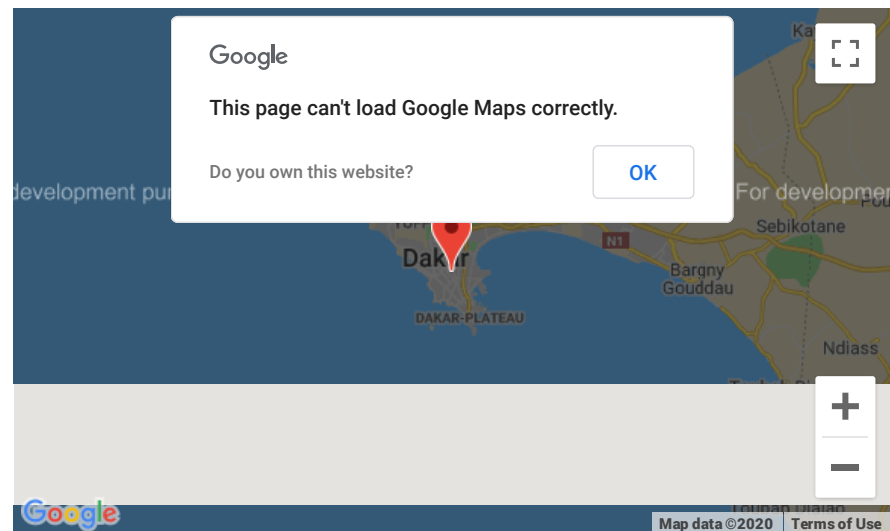 Google
This page can't load Google Maps correctly.
Do you own this website?
OK
development pu
For developmen
Sebikotane
N1
Dakar
Bargny
Gouddau
DAKAR-PLATEAU
Ndiass
Google
Map data ©2020
Terms of Use